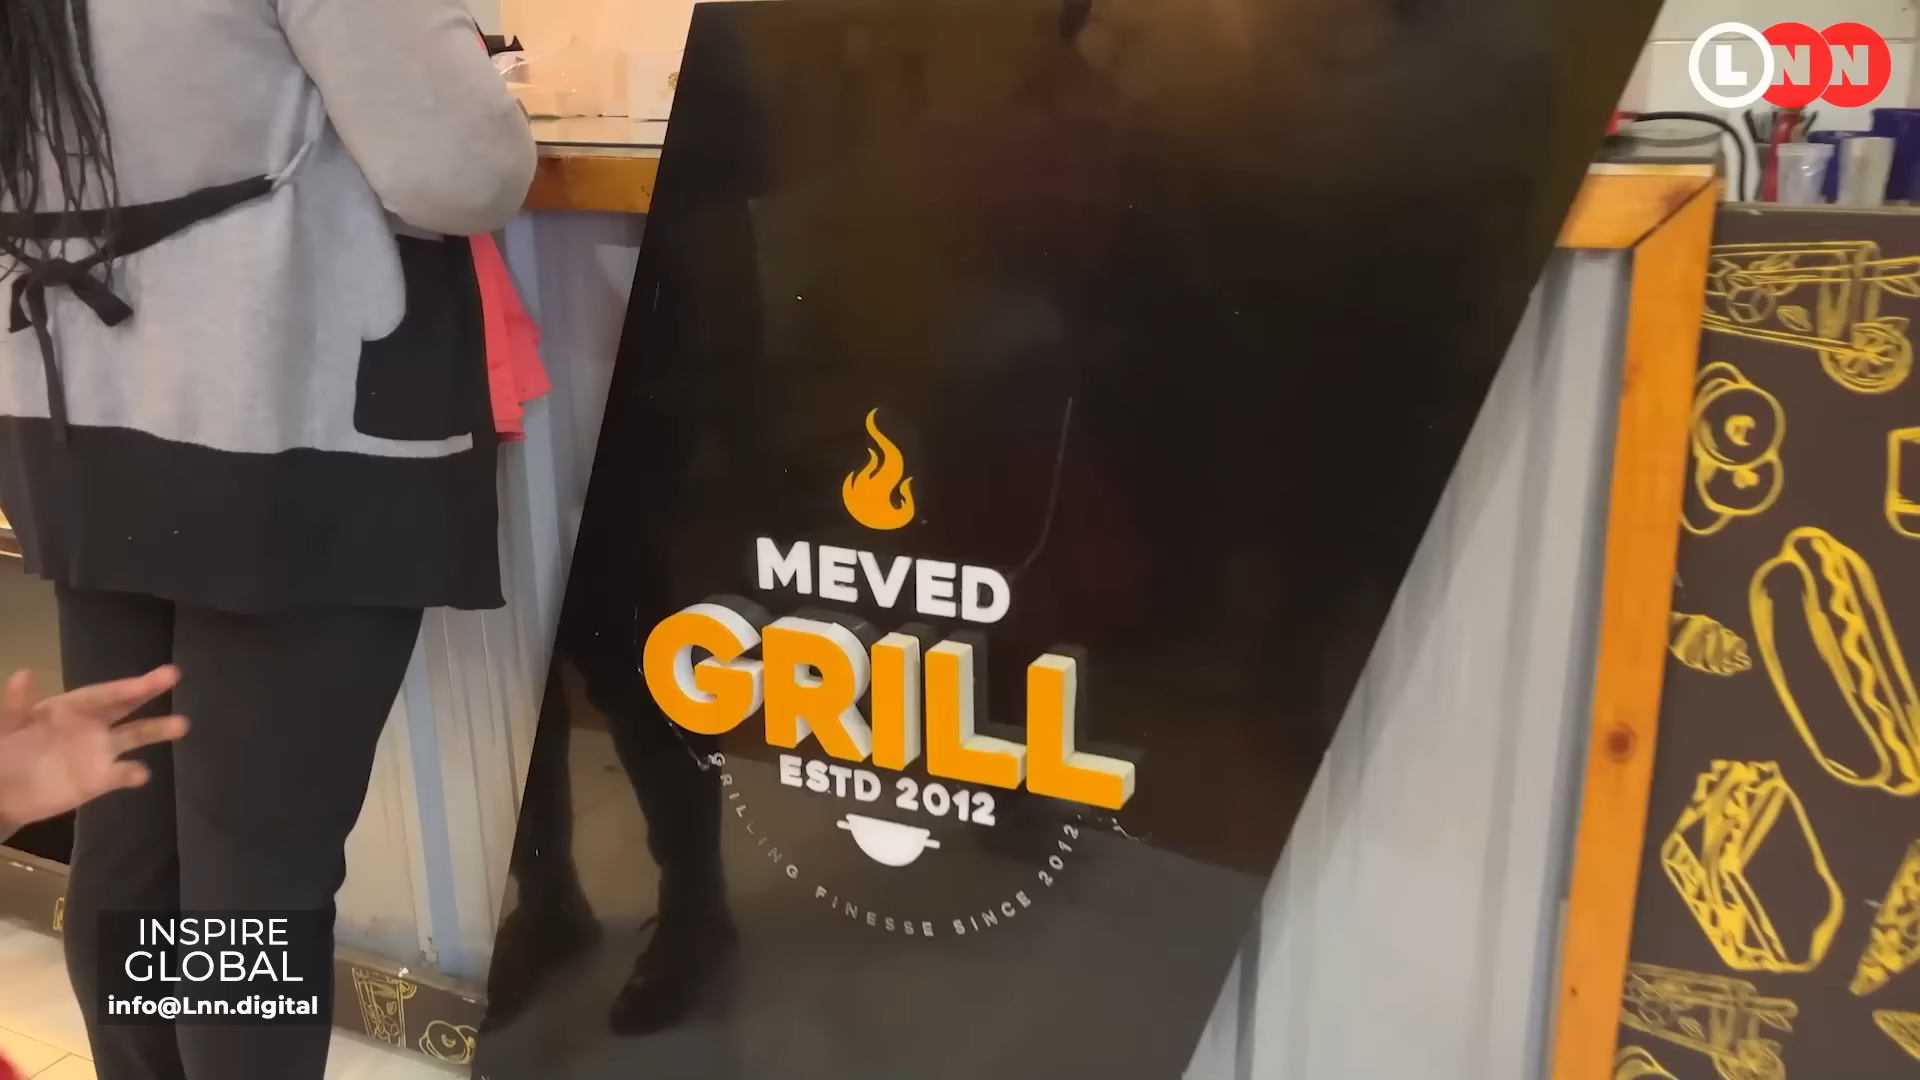 LNN
MEVED
GRILL
ESTD 2012
GRILLING FINESSE SINCE 2012
INSPIRE
GLOBAL
info@Lnn.digital